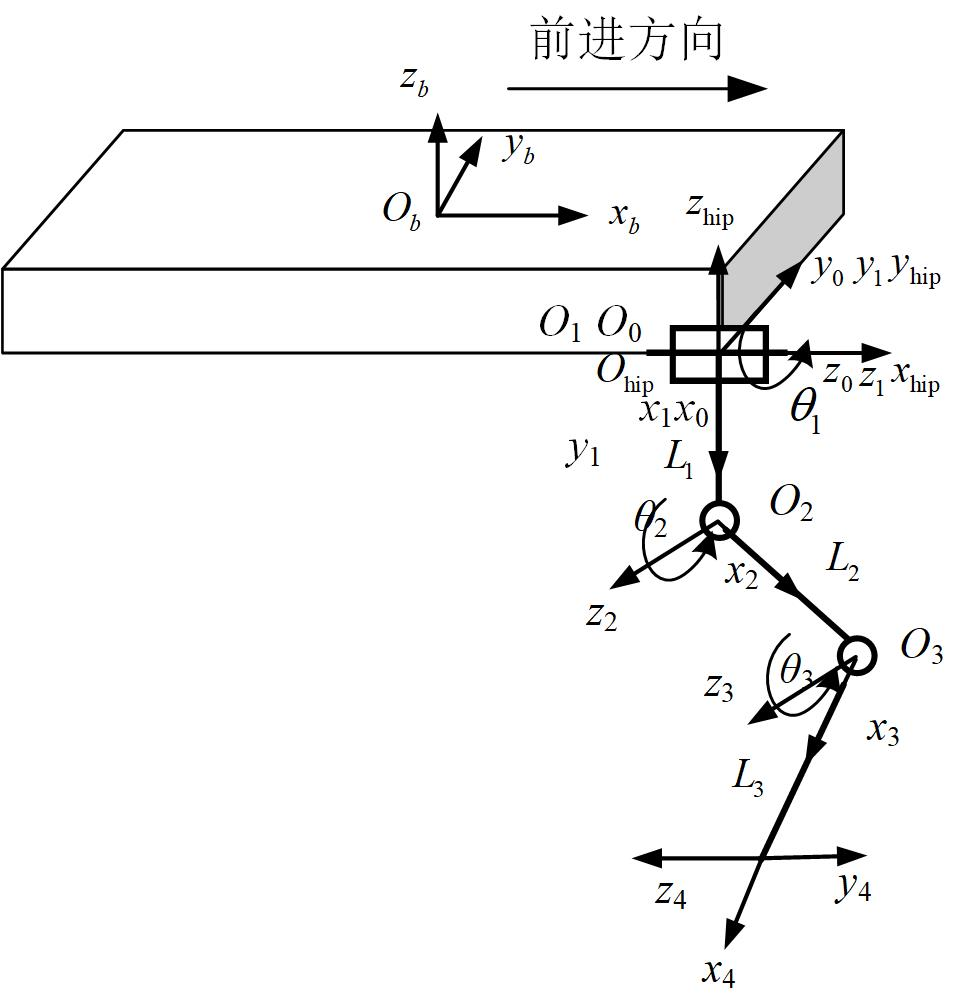 前进方向
z_b
y_b
O_b
x_b
z_hip
y_0 y_1 y_hip
O_1 O_0
O_hip
z_0 z_1 x_hip
x_1 x_0
θ_1
y_1
L_1
θ_2
O_2
x_2
L_2
z_2
O_3
θ_3
z_3
x_3
L_3
z_4
y_4
x_4